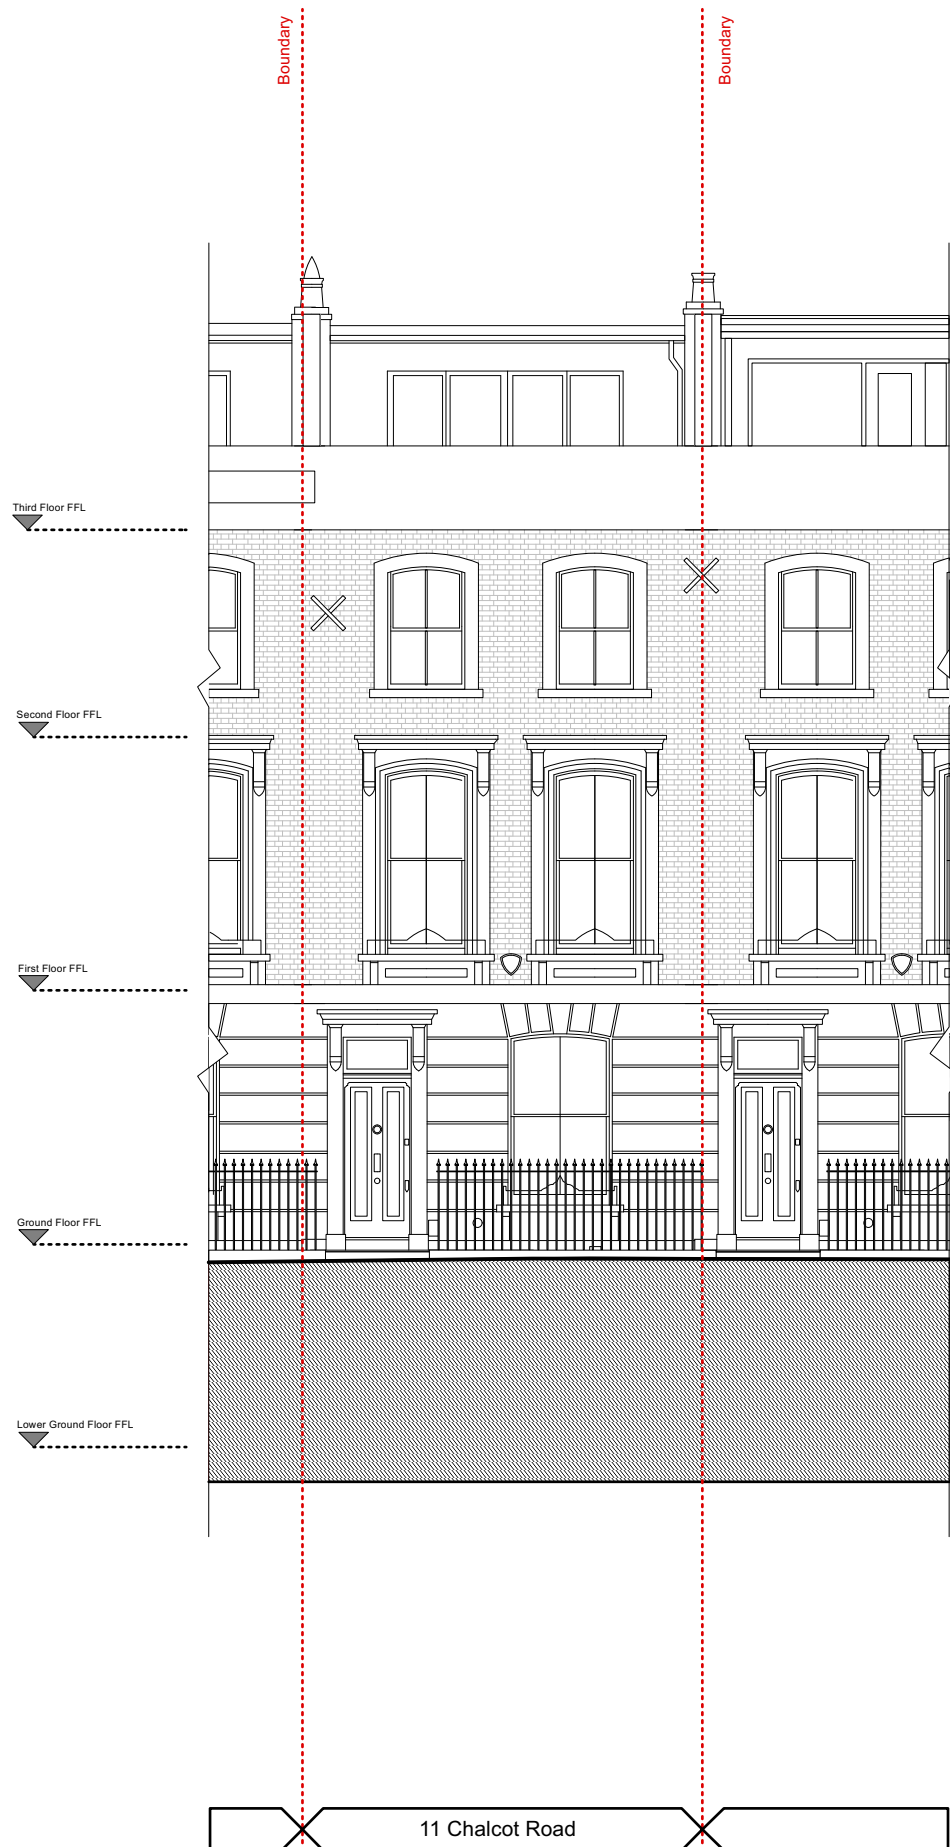 Boundary
Boundary
Third Floor FFL
Second Floor FFL
First Floor FFL
Ground Floor FFL
Lower Ground Floor FFL
11 Chalcot Road